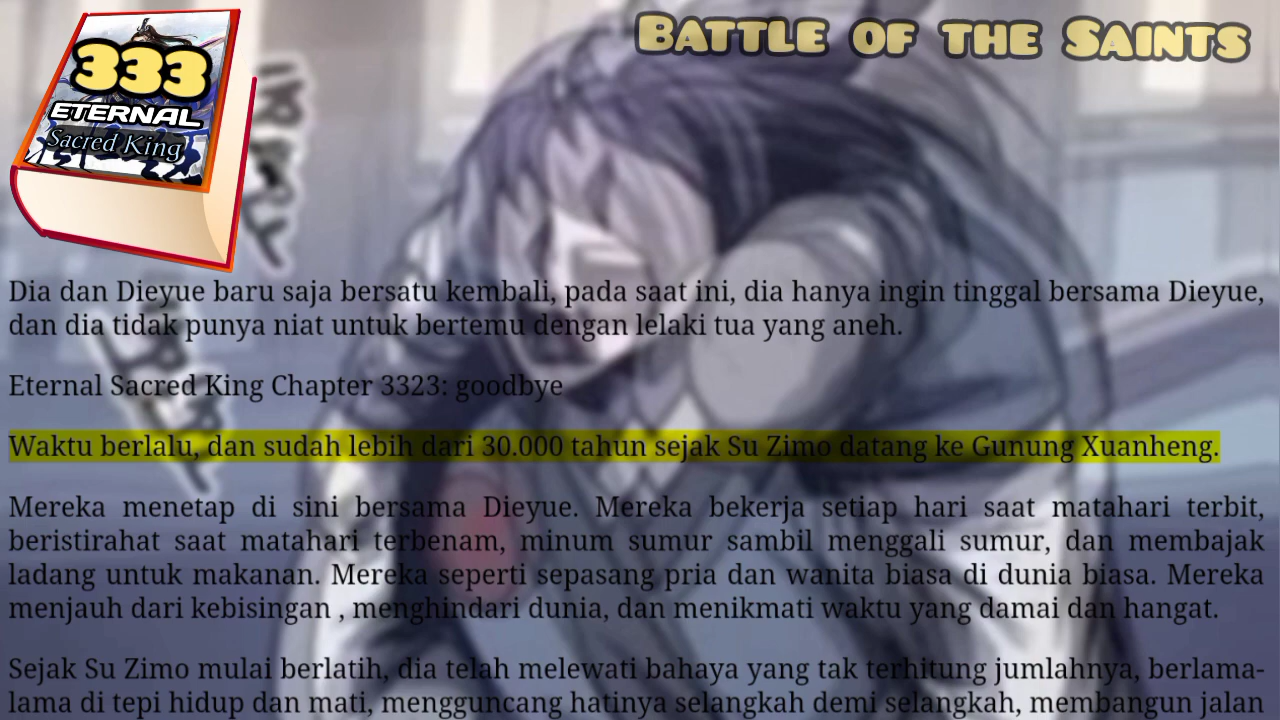 Battle of the Saints
333
ETERNAL
Sacred King
Dia dan Dieyue baru saja bersatu kembali, pada saat ini, dia hanya ingin tinggal bersama Dieyue,
dan dia tidak punya niat untuk bertemu dengan lelaki tua yang aneh.
Eternal Sacred King Chapter 3323: goodbye
Waktu berlalu, dan sudah lebih dari 30.000 tahun sejak Su Zimo datang ke Gunung Xuanheng.
Mereka menetap di sini bersama Dieyue. Mereka bekerja setiap hari saat matahari terbit,
beristirahat saat matahari terbenam, minum sumur sambil menggali sumur, dan membajak
ladang untuk makanan. Mereka seperti sepasang pria dan wanita biasa di dunia biasa. Mereka
menjauh dari kebisingan , menghindari dunia, dan menikmati waktu yang damai dan hangat.
Sejak Su Zimo mulai berlatih, dia telah melewati bahaya yang tak terhitung jumlahnya, berlama-
lama di tepi hidup dan mati, mengguncang hatinya selangkah demi selangkah, membangun jalan